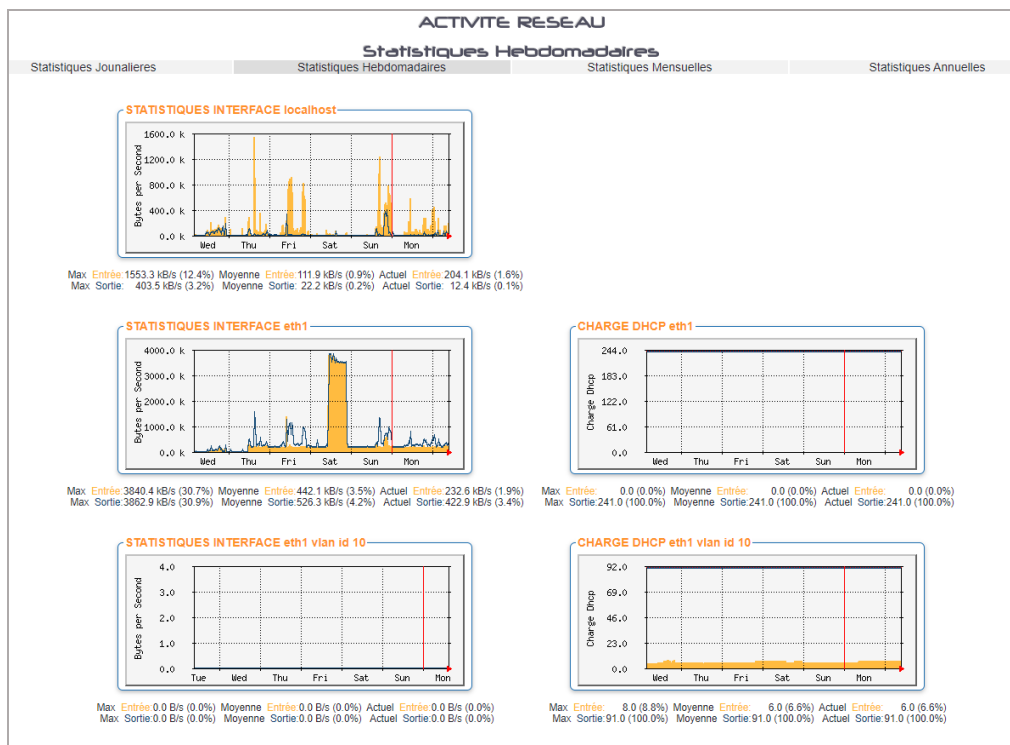 ACTIVITE RESEAU
Statistiques Hebdomadaires
Statistiques Jounalieres Statistiques Hebdomadaires Statistiques Mensuelles Statistiques Annuelles
STATISTIQUES INTERFACE localhost
Bytes per Second
1600.0 k
1200.0 k
800.0 k
400.0 k
0.0 k
Wed Thu Fri Sat Sun Mon
Max Entrée:1553.3 kB/s (12.4%) Moyenne Entrée:111.9 kB/s (0.9%) Actuel Entrée:204.1 kB/s (1.6%)
Max Sortie: 403.5 kB/s (3.2%) Moyenne Sortie: 22.2 kB/s (0.2%) Actuel Sortie: 12.4 kB/s (0.1%)
STATISTIQUES INTERFACE eth1
Bytes per Second
4000.0 k
3000.0 k
2000.0 k
1000.0 k
0.0 k
Wed Thu Fri Sat Sun Mon
Max Entrée:3840.4 kB/s (30.7%) Moyenne Entrée:442.1 kB/s (3.5%) Actuel Entrée:232.6 kB/s (1.9%)
Max Sortie:3862.9 kB/s (30.9%) Moyenne Sortie:526.3 kB/s (4.2%) Actuel Sortie:422.9 kB/s (3.4%)
CHARGE DHCP eth1
Charge Dhcp
244.0
183.0
122.0
61.0
0.0
Wed Thu Fri Sat Sun Mon
Max Entrée: 0.0 (0.0%) Moyenne Entrée: 0.0 (0.0%) Actuel Entrée: 0.0 (0.0%)
Max Sortie:241.0 (100.0%) Moyenne Sortie:241.0 (100.0%) Actuel Sortie:241.0 (100.0%)
STATISTIQUES INTERFACE eth1 vlan id 10
Bytes per Second
4.0
3.0
2.0
1.0
0.0
Tue Wed Thu Fri Sat Sun Mon
Max Entrée:0.0 B/s (0.0%) Moyenne Entrée:0.0 B/s (0.0%) Actuel Entrée:0.0 B/s (0.0%)
Max Sortie:0.0 B/s (0.0%) Moyenne Sortie:0.0 B/s (0.0%) Actuel Sortie:0.0 B/s (0.0%)
CHARGE DHCP eth1 vlan id 10
Charge Dhcp
92.0
69.0
46.0
23.0
0.0
Wed Thu Fri Sat Sun Mon
Max Entrée: 8.0 (8.8%) Moyenne Entrée: 6.0 (6.6%) Actuel Entrée: 6.0 (6.6%)
Max Sortie:91.0 (100.0%) Moyenne Sortie:91.0 (100.0%) Actuel Sortie:91.0 (100.0%)